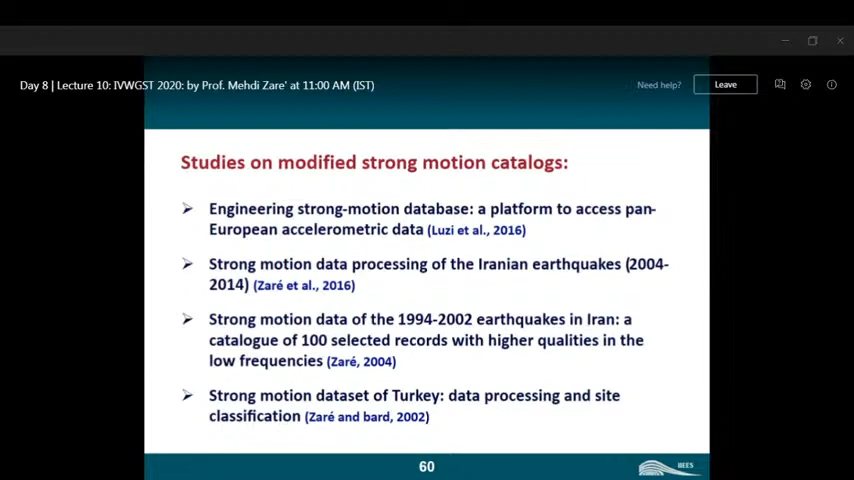 Day 8 | Lecture 10: IVWGST 2020: by Prof. Mehdi Zare' at 11:00 AM (IST)
Need help?
Leave
Studies on modified strong motion catalogs:
➢ Engineering strong-motion database: a platform to access pan-
European accelerometric data (Luzi et al., 2016)
➢ Strong motion data processing of the Iranian earthquakes (2004-
2014) (Zaré et al., 2016)
➢ Strong motion data of the 1994-2002 earthquakes in Iran: a
catalogue of 100 selected records with higher qualities in the
low frequencies (Zaré, 2004)
➢ Strong motion dataset of Turkey: data processing and site
classification (Zaré and bard, 2002)
60